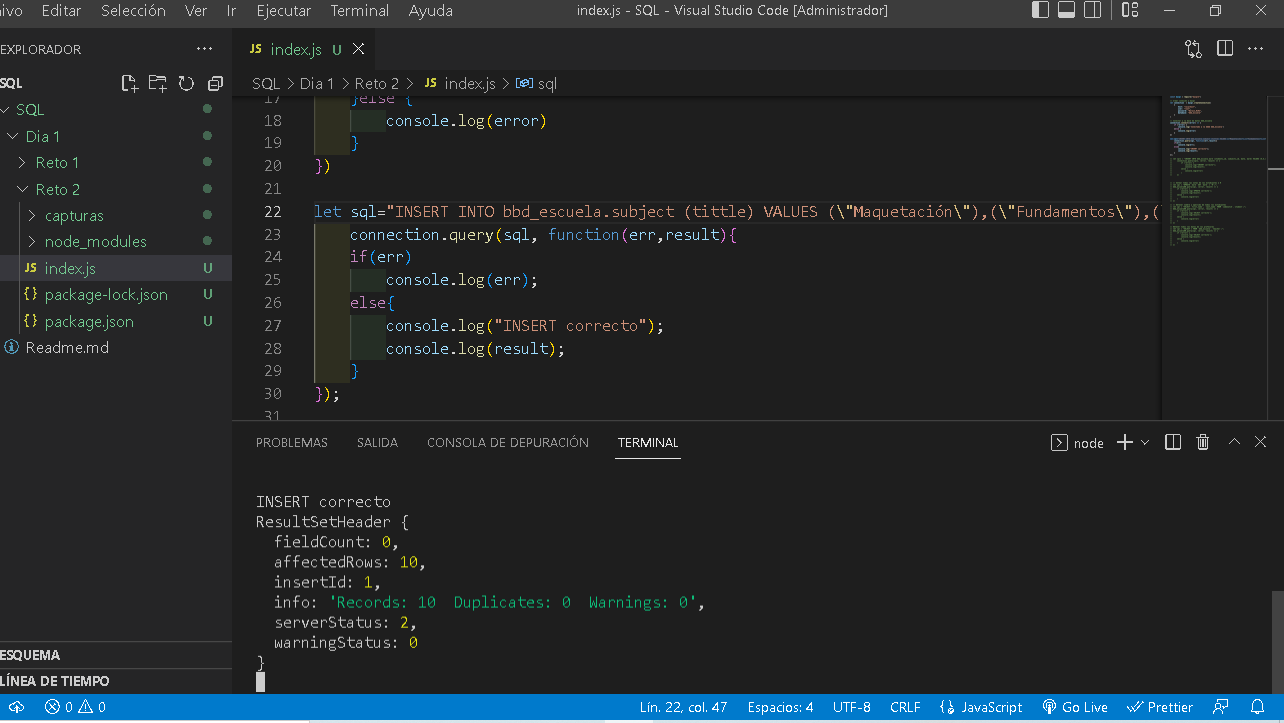 ivo Editar Selección Ver Ir Ejecutar Terminal Ayuda index.js - SQL - Visual Studio Code [Administrador]
EXPLORADOR ···
JS index.js U
SQL
SQL > Dia 1 > Reto 2 > JS index.js > sql
SQL
Dia 1
Reto 1
Reto 2
capturas
node_modules
JS index.js U
{} package-lock.json U
{} package.json U
Readme.md
ESQUEMA
LÍNEA DE TIEMPO
17 }else {
18 console.log(error)
19 }
20 })
21
22 let sql="INSERT INTO bbd_escuela.subject (tittle) VALUES (\"Maquetación\"),(\"Fundamentos\"),(
23 connection.query(sql, function(err,result){
24 if(err)
25 console.log(err);
26 else{
27 console.log("INSERT correcto");
28 console.log(result);
29 }
30 });
31
PROBLEMAS SALIDA CONSOLA DE DEPURACIÓN TERMINAL node
INSERT correcto
ResultSetHeader {
fieldCount: 0,
affectedRows: 10,
insertId: 1,
info: 'Records: 10  Duplicates: 0  Warnings: 0',
serverStatus: 2,
warningStatus: 0
}
0 0 Lín. 22, col. 47 Espacios: 4 UTF-8 CRLF {} JavaScript Go Live Prettier